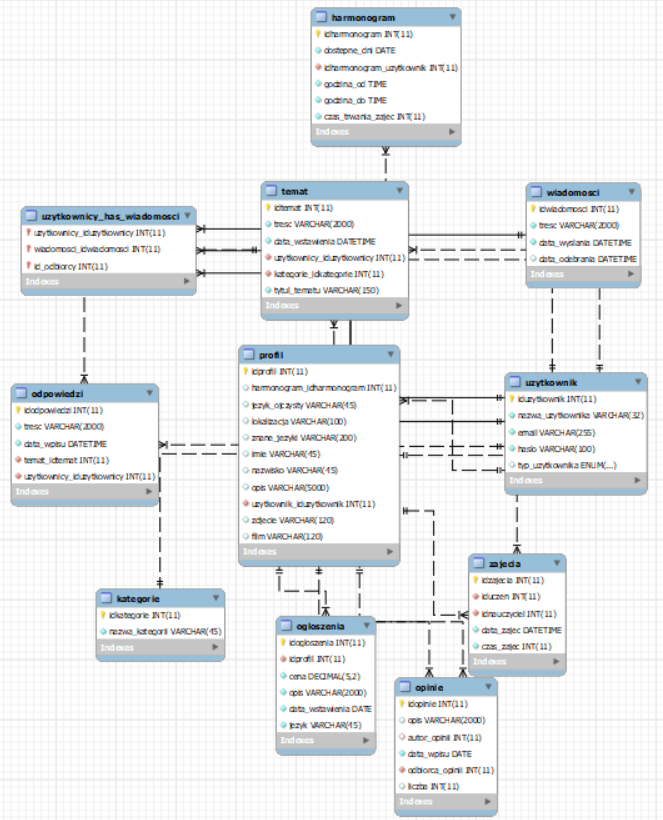 harmonogram
idharmonogram INT(11)
dostepne_dni DATE
idharmonogram_uzytkownik INT(11)
godzina_od TIME
godzina_do TIME
czas_trwania_zajec INT(11)
Indexes
temat
idtemat INT(11)
tresc VARCHAR(2000)
data_wstawienia DATETIME
uzytkownicy_iduzytkownicy INT(11)
kategorie_idkategorie INT(11)
tytul_tematu VARCHAR(150)
Indexes
wiadomosci
idwiadomosci INT(11)
tresc VARCHAR(2000)
data_wyslania DATETIME
data_odebrania DATETIME
Indexes
uzytkownicy_has_wiadomosci
uzytkownicy_iduzytkownicy INT(11)
wiadomosci_idwiadomosci INT(11)
id_odbiorcy INT(11)
Indexes
profil
idprofil INT(11)
harmonogram_idharmonogram INT(11)
jezyk_ojczysty VARCHAR(45)
lokalizacja VARCHAR(100)
znane_jezyki VARCHAR(200)
imie VARCHAR(45)
nazwisko VARCHAR(45)
opis VARCHAR(5000)
uzytkownik_iduzytkownik INT(11)
zdjecie VARCHAR(120)
film VARCHAR(120)
Indexes
uzytkownik
iduzytkownik INT(11)
nazwa_uzytkownika VARCHAR(32)
email VARCHAR(255)
haslo VARCHAR(100)
typ_uzytkownika ENUM(...)
Indexes
odpowiedzi
idodpowiedzi INT(11)
tresc VARCHAR(2000)
data_wpisu DATETIME
temat_idtemat INT(11)
uzytkownicy_iduzytkownicy INT(11)
Indexes
zajecia
idzajecia INT(11)
iduczen INT(11)
idnauczyciel INT(11)
data_zajec DATETIME
czas_zajec INT(11)
Indexes
kategorie
idkategorie INT(11)
nazwa_kategorii VARCHAR(45)
Indexes
ogloszenia
idogloszenia INT(11)
idprofil INT(11)
cena DECIMAL(5,2)
opis VARCHAR(2000)
data_wstawienia DATE
jezyk VARCHAR(45)
Indexes
opinie
idopinie INT(11)
opis VARCHAR(2000)
autor_opinii INT(11)
data_wpisu DATE
odbiorca_opinii INT(11)
liczba INT(11)
Indexes